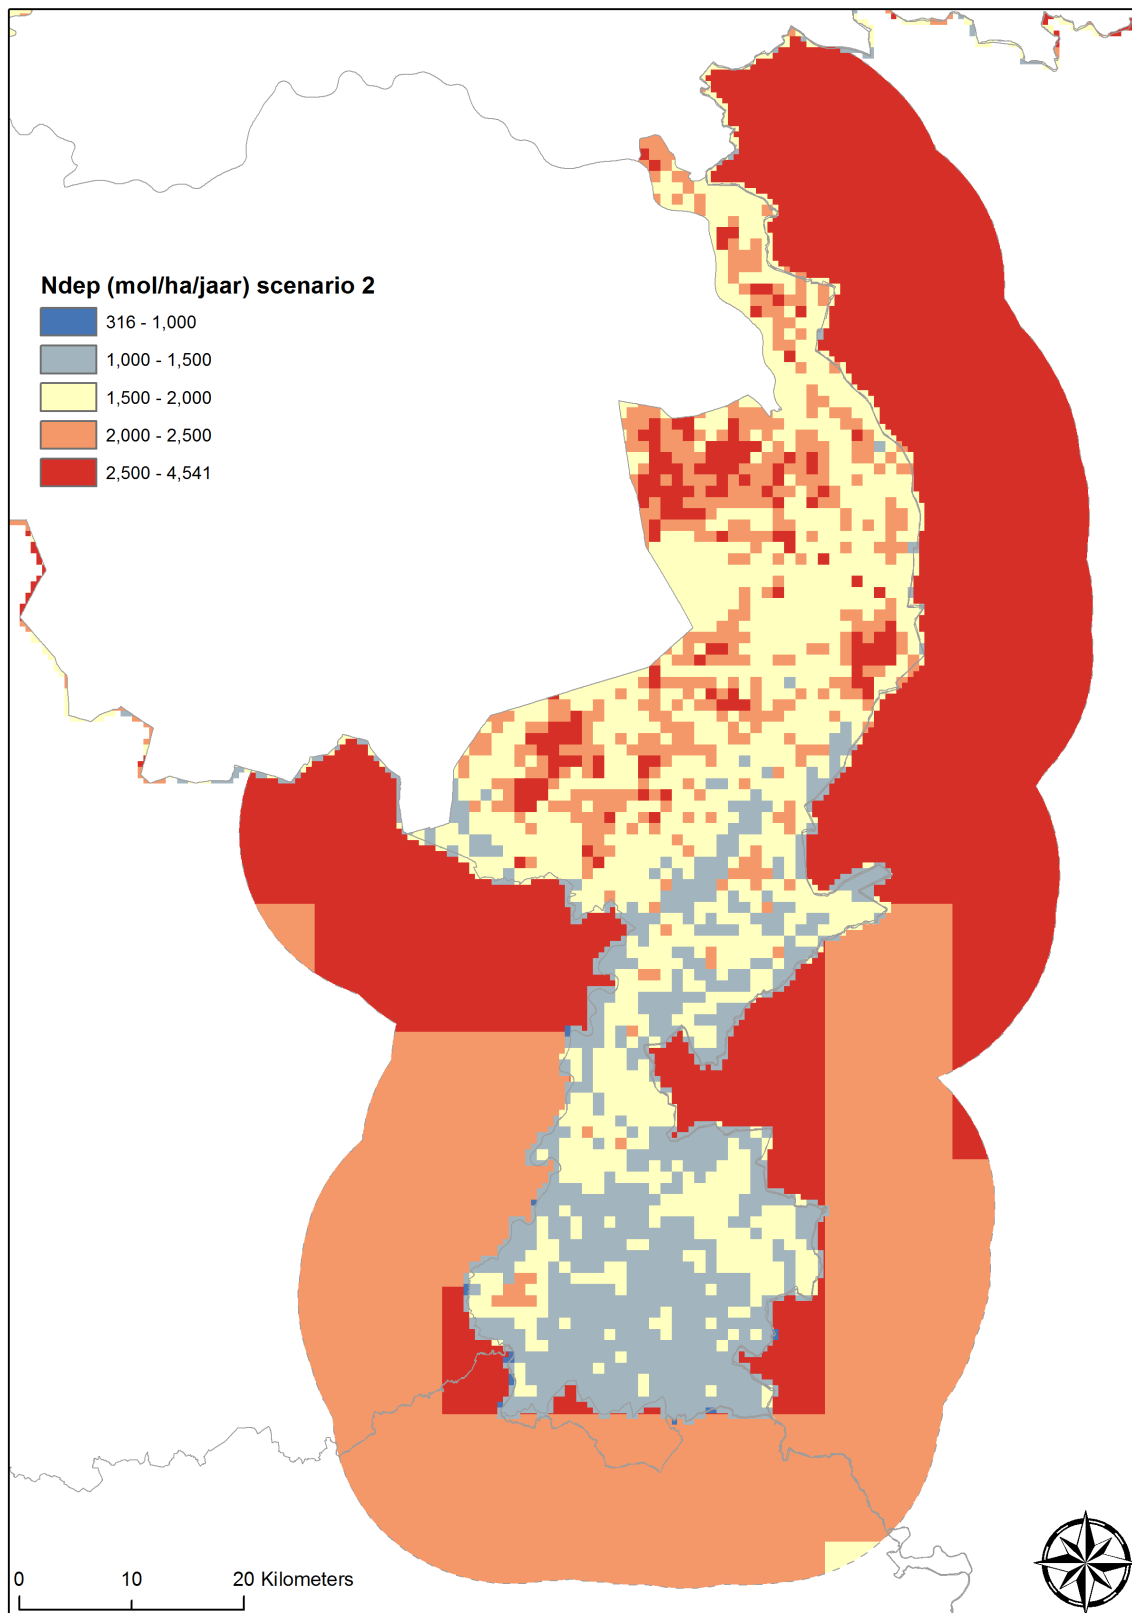 Ndep (mol/ha/jaar) scenario 2
316 - 1,000
1,000 - 1,500
1,500 - 2,000
2,000 - 2,500
2,500 - 4,541
0 10 20 Kilometers